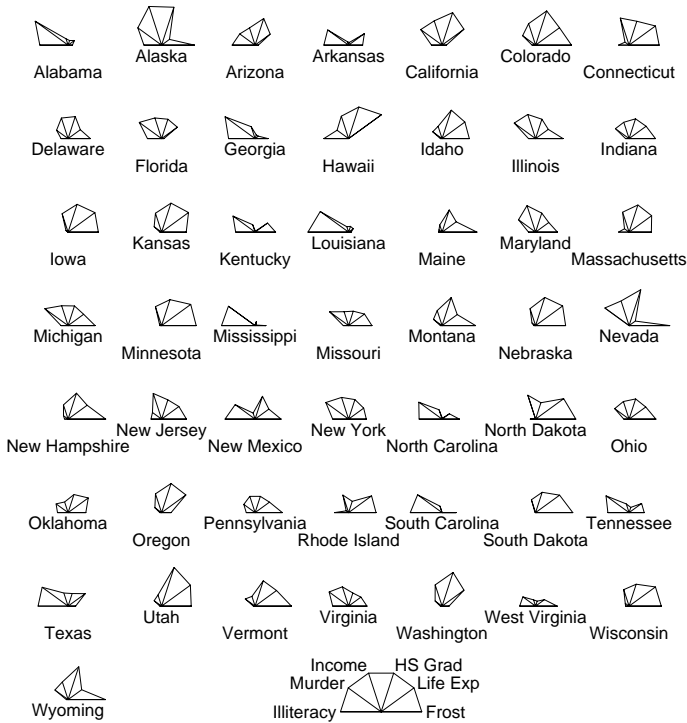 Alabama
Alaska
Arizona
Arkansas
California
Colorado
Connecticut
Delaware
Florida
Georgia
Hawaii
Idaho
Illinois
Indiana
Iowa
Kansas
Kentucky
Louisiana
Maine
Maryland
Massachusetts
Michigan
Minnesota
Mississippi
Missouri
Montana
Nebraska
Nevada
New Hampshire
New Jersey
New Mexico
New York
North Carolina
North Dakota
Ohio
Oklahoma
Oregon
Pennsylvania
Rhode Island
South Carolina
South Dakota
Tennessee
Texas
Utah
Vermont
Virginia
Washington
West Virginia
Wisconsin
Wyoming
Income
HS Grad
Murder
Life Exp
Illiteracy
Frost